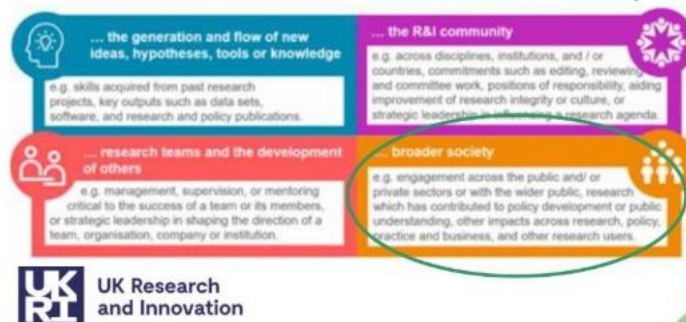 ... the generation and flow of new
ideas, hypotheses, tools or knowledge
e.g. skills acquired from past research
projects, key outputs such as data sets,
software, and research and policy publications.
... the R&I community
e.g. across disciplines, institutions, and / or
countries, commitments such as editing, reviewing
and committee work, positions of responsibility, aiding
improvement of research integrity or culture, or
strategic leadership in influencing a research agenda.
... research teams and the development
of others
e.g. management, supervision, or mentoring
critical to the success of a team or its members,
or strategic leadership in shaping the direction of a
team, organisation, company or institution.
... broader society
e.g. engagement across the public and/ or
private sectors or with the wider public, research
which has contributed to policy development or public
understanding, other impacts across research, policy,
practice and business, and other research users.
UK
RI
UK Research
and Innovation